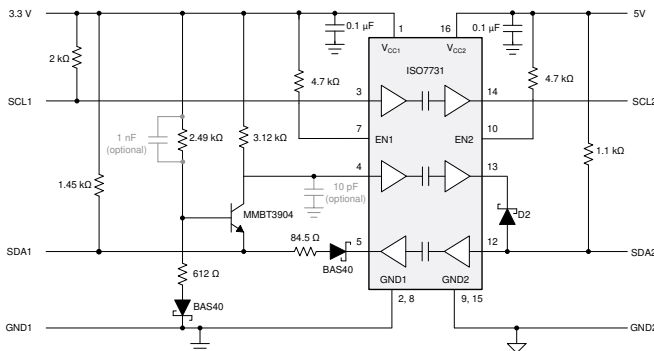 3.3 V
0.1 µF
1
16
0.1 µF
5V
VCC1
VCC2
ISO7731
2 kΩ
4.7 kΩ
4.7 kΩ
SCL1
3
14
SCL2
7
EN1
EN2
10
1 nF
(optional)
2.49 kΩ
3.12 kΩ
1.1 kΩ
4
13
1.45 kΩ
10 pF
(optional)
MMBT3904
D2
84.5 Ω
SDA1
5
12
SDA2
BAS40
612 Ω
GND1
GND2
BAS40
2, 8
9, 15
GND1
GND2